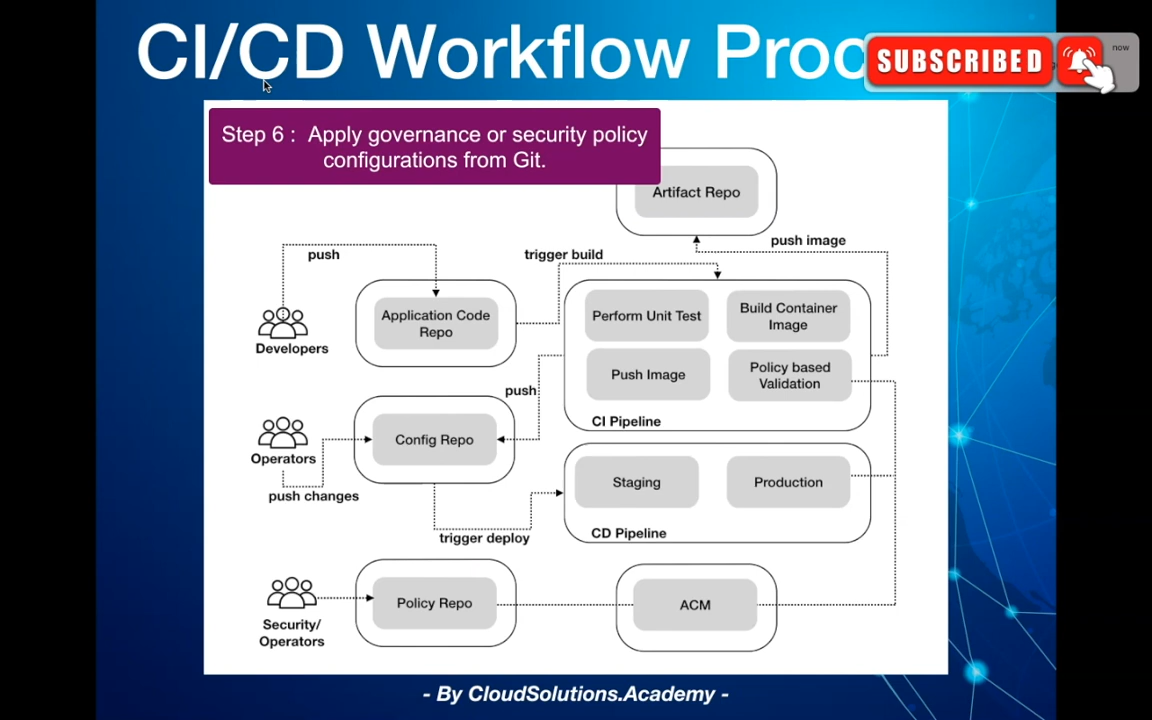 CI/CD Workflow Proc
SUBSCRIBED
now
Step 6 : Apply governance or security policy
configurations from Git.
Artifact Repo
push image
push
trigger build
Application Code
Repo
Developers
Perform Unit Test
Build Container
Image
Push Image
Policy based
Validation
CI Pipeline
push
Config Repo
Operators
push changes
Staging
Production
CD Pipeline
trigger deploy
Policy Repo
ACM
Security/
Operators
- By CloudSolutions.Academy -